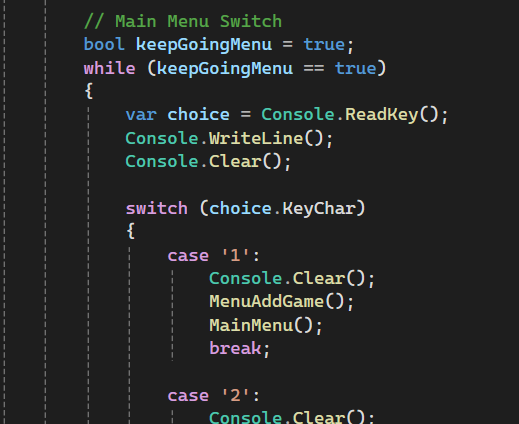 // Main Menu Switch
bool keepGoingMenu = true;
while (keepGoingMenu == true)
{
var choice = Console.ReadKey();
Console.WriteLine();
Console.Clear();
switch (choice.KeyChar)
{
case '1':
Console.Clear();
MenuAddGame();
MainMenu();
break;
case '2':
Console.Clear();